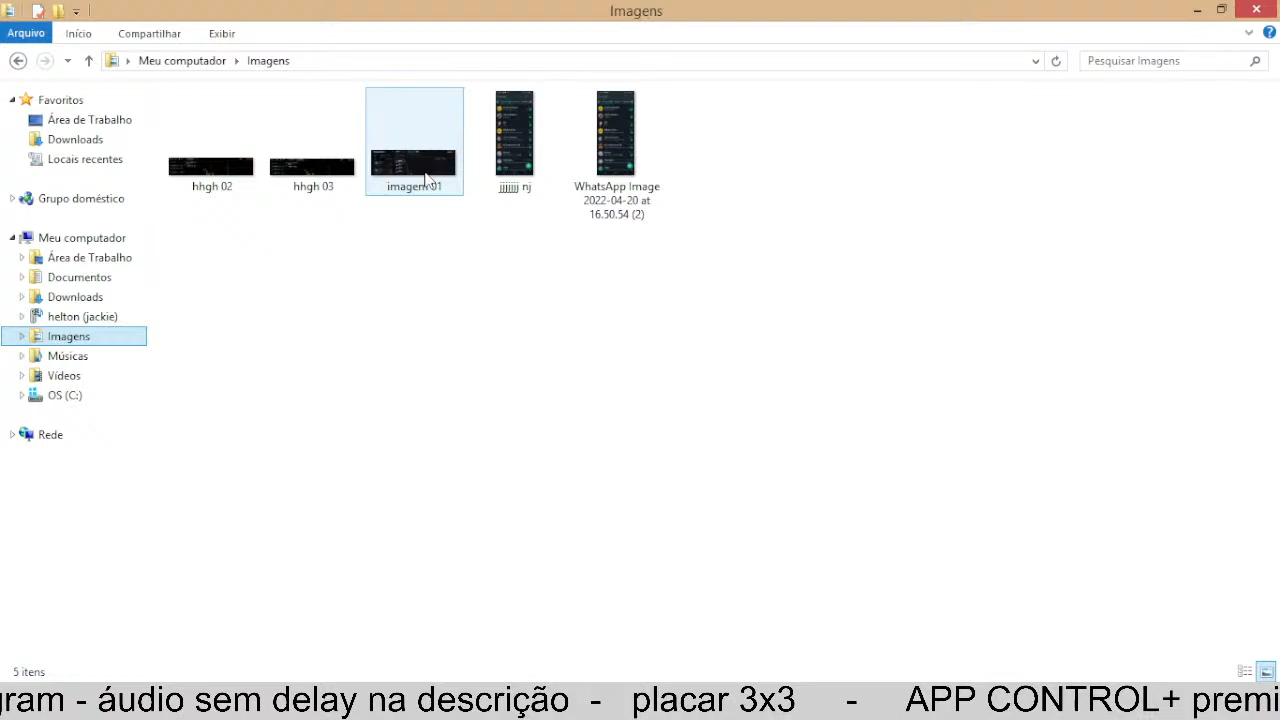 Imagens
Arquivo Início Compartilhar Exibir
Meu computador Imagens
Pesquisar Imagens
Favoritos
Área de Trabalho
Downloads
Locais recentes
Grupo doméstico
Meu computador
Área de Trabalho
Documentos
Downloads
helton (jackie)
Imagens
Músicas
Vídeos
OS (C:)
Rede
hhgh 02
hhgh 03
imagem 01
jjjjjjj nj
WhatsApp Image
2022-04-20 at
16.50.54 (2)
5 itens
gram - áudio sem delay na descrição - placar 3x3 - APP CONTROL+ premi